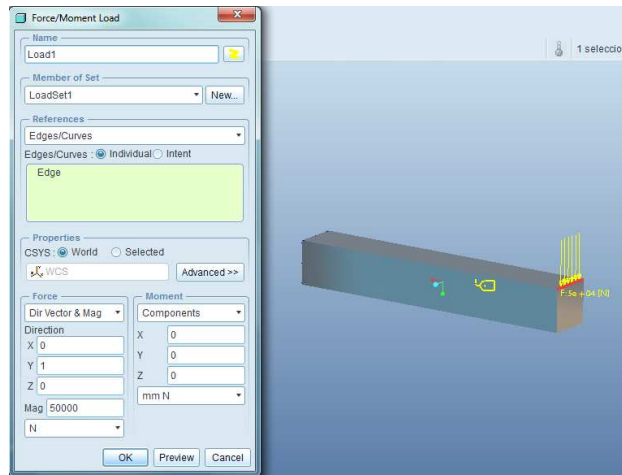 Force/Moment Load
Name
Load1
Member of Set
LoadSet1
New...
References
Edges/Curves
Edges/Curves : Individual Intent
Edge
Properties
CSYS : World Selected
WCS
Advanced >>
Force
Dir Vector & Mag
Direction
X 0
Y 1
Z 0
Mag 50000
N
Moment
Components
X 0
Y 0
Z 0
mm N
OK Preview Cancel
1 seleccio
F:5e +04 [N]